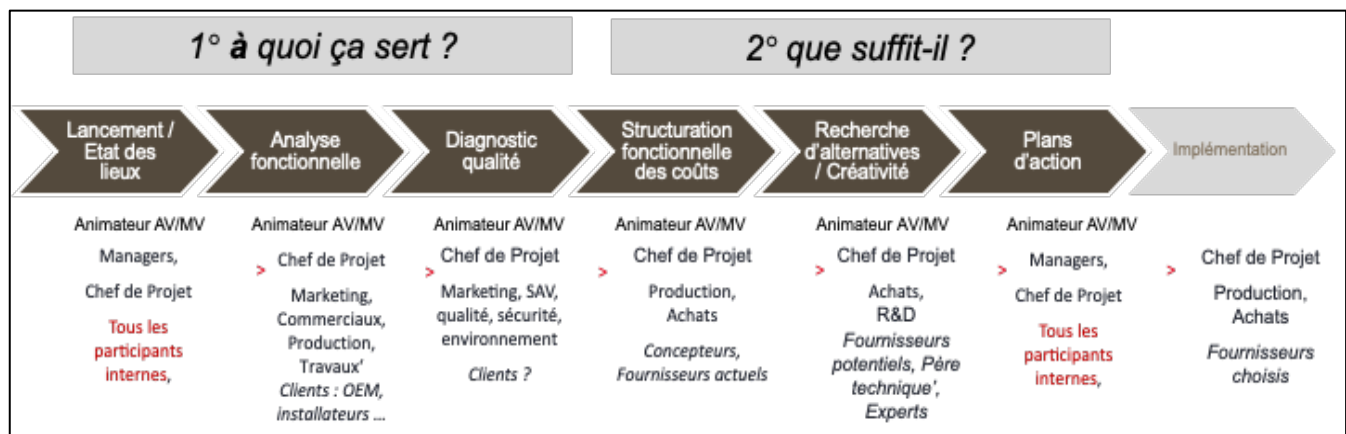 1° à quoi ça sert ?
2° que suffit-il ?
Lancement /
Etat des
lieux
Analyse
fonctionnelle
Diagnostic
qualité
Structuration
fonctionnelle
des coûts
Recherche
d'alternatives
/ Créativité
Plans
d'action
Implémentation
Animateur AV/MV
Managers,
Chef de Projet
Tous les
participants
internes,
Animateur AV/MV
> Chef de Projet
Marketing,
Commerciaux,
Production,
Travaux'
Clients : OEM,
installateurs ...
Animateur AV/MV
> Chef de Projet
Marketing, SAV,
qualité, sécurité,
environnement
Clients ?
Animateur AV/MV
> Chef de Projet
Production,
Achats
Concepteurs,
Fournisseurs actuels
Animateur AV/MV
> Chef de Projet
Achats,
R&D
Fournisseurs
potentiels, Père
technique',
Experts
Animateur AV/MV
> Managers,
Chef de Projet
Tous les
participants
internes,
> Chef de Projet
Production,
Achats
Fournisseurs
choisis